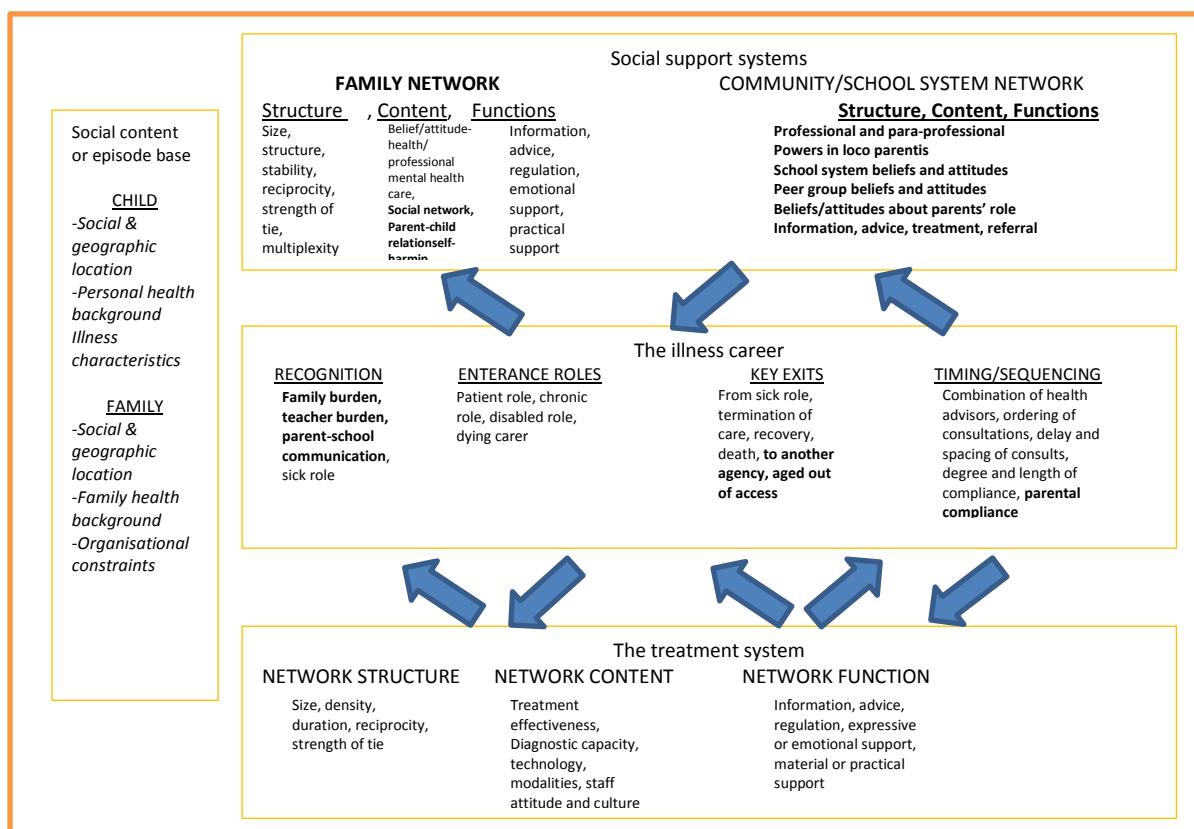 Social content
or episode base
CHILD
-Social &
geographic
location
-Personal health
background
Illness
characteristics
FAMILY
-Social &
geographic
location
-Family health
background
-Organisational
constraints
Social support systems
FAMILY NETWORK
Structure , Content, Functions
Size,
structure,
stability,
reciprocity,
strength of
tie,
multiplexity
Belief/attitude-
health/
professional
mental health
care,
Social network,
Parent-child
relationself-
harmin
Information,
advice,
regulation,
emotional
support,
practical
support
COMMUNITY/SCHOOL SYSTEM NETWORK
Structure, Content, Functions
Professional and para-professional
Powers in loco parentis
School system beliefs and attitudes
Peer group beliefs and attitudes
Beliefs/attitudes about parents’ role
Information, advice, treatment, referral
The illness career
RECOGNITION
Family burden,
teacher burden,
parent-school
communication,
sick role
ENTERANCE ROLES
Patient role, chronic
role, disabled role,
dying carer
KEY EXITS
From sick role,
termination of
care, recovery,
death, to another
agency, aged out
of access
TIMING/SEQUENCING
Combination of health
advisors, ordering of
consultations, delay and
spacing of consults,
degree and length of
compliance, parental
compliance
The treatment system
NETWORK STRUCTURE
Size, density,
duration, reciprocity,
strength of tie
NETWORK CONTENT
Treatment
effectiveness,
Diagnostic capacity,
technology,
modalities, staff
attitude and culture
NETWORK FUNCTION
Information, advice,
regulation, expressive
or emotional support,
material or practical
support